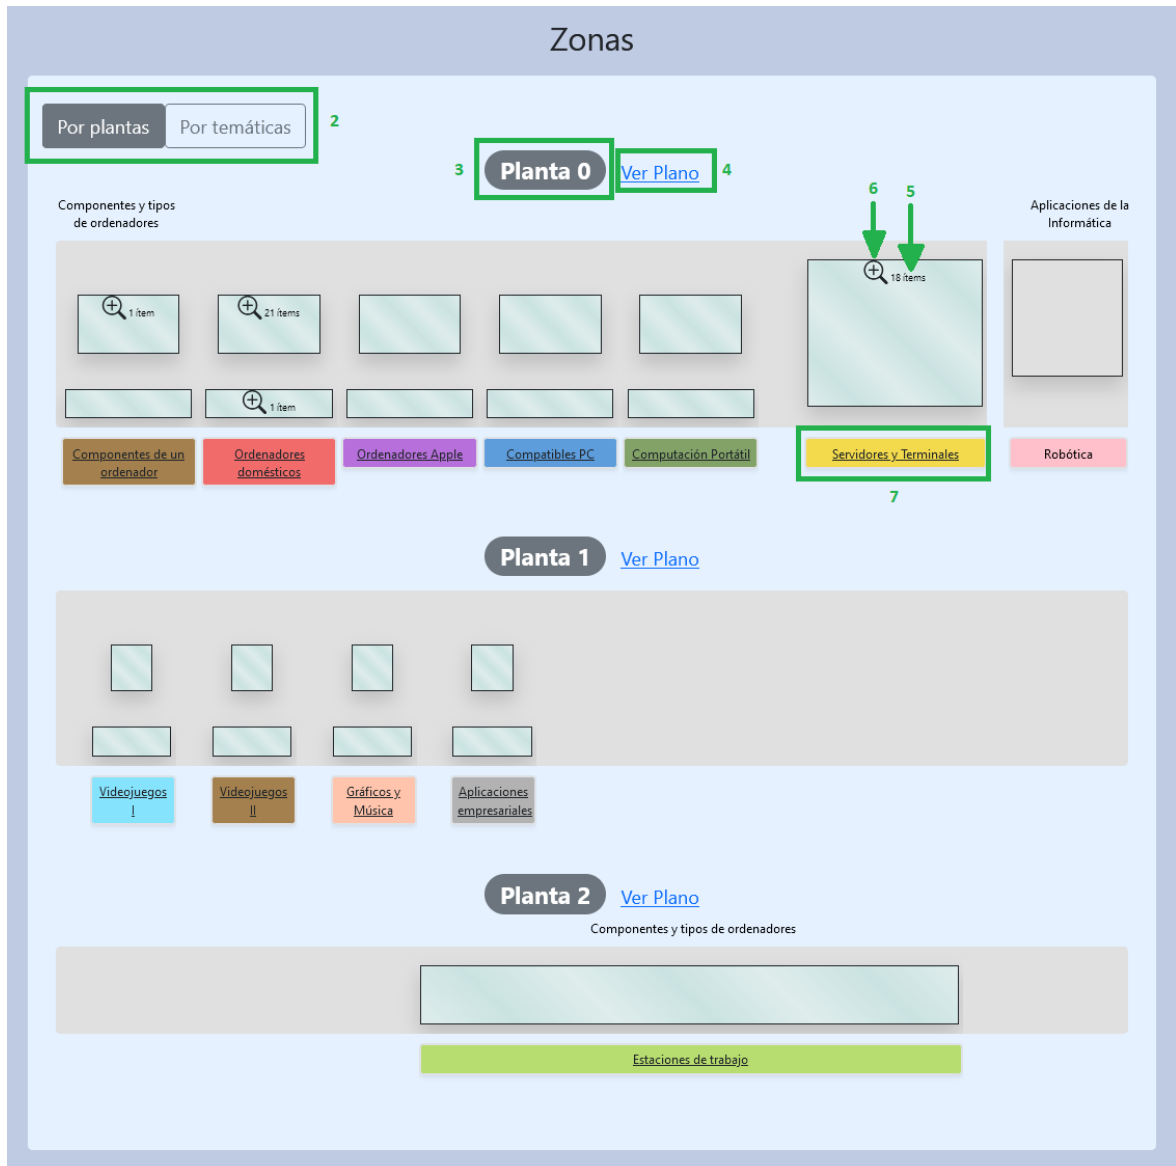 Zonas
Por plantas Por temáticas 2
3 Planta 0 Ver Plano 4
6 5
Componentes y tipos
de ordenadores
Aplicaciones de la
Informática
18 ítems
1 ítem
21 ítems
1 ítem
Componentes de un
ordenador
Ordenadores
domésticos
Ordenadores Apple
Compatibles PC
Computación Portátil
Servidores y Terminales
Robótica
7
Planta 1 Ver Plano
Videojuegos
I
Videojuegos
II
Gráficos y
Música
Aplicaciones
empresariales
Planta 2 Ver Plano
Componentes y tipos de ordenadores
Estaciones de trabajo